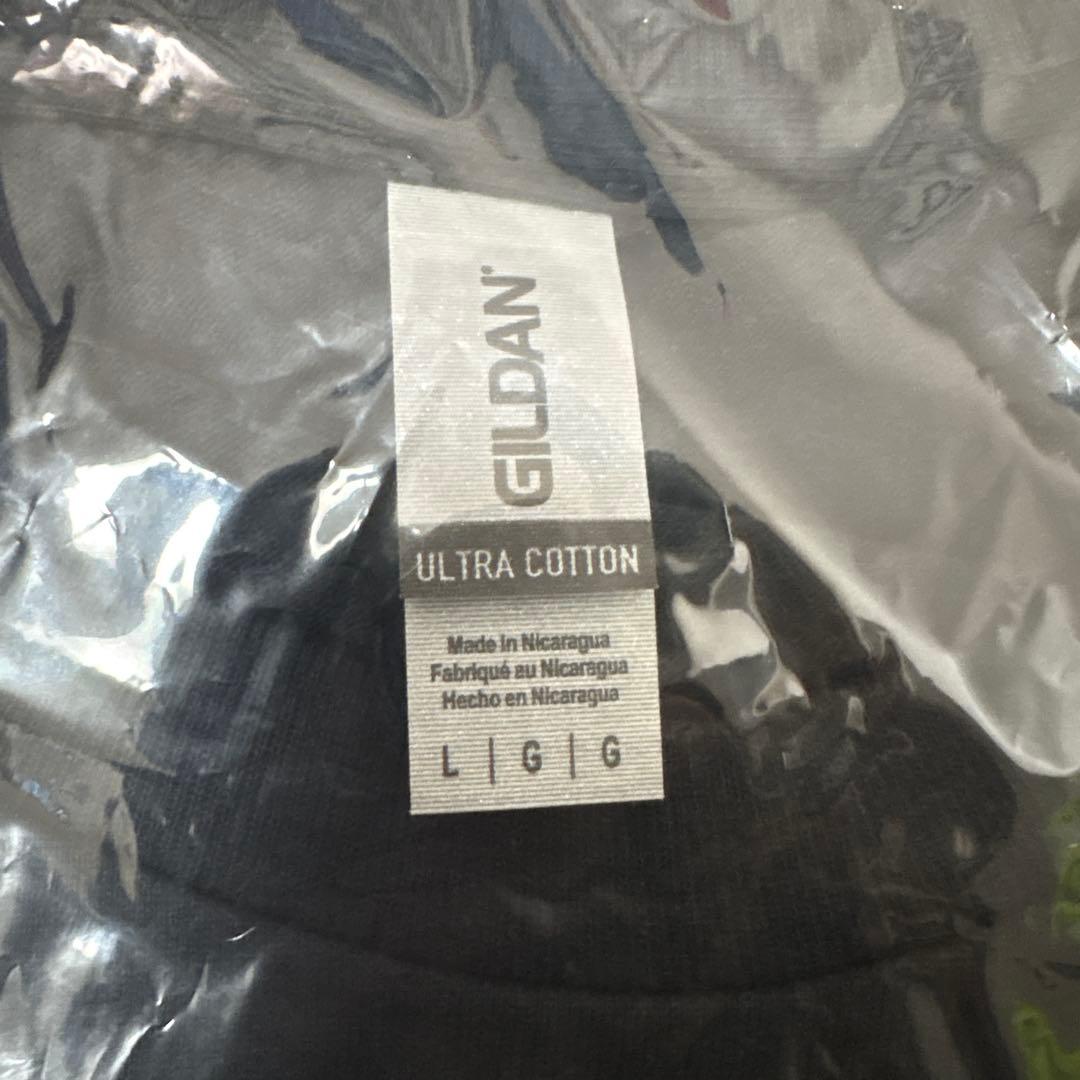 GILDAN®
ULTRA COTTON
Made in Nicaragua
Fabriqué au Nicaragua
Hecho en Nicaragua
L | G | G